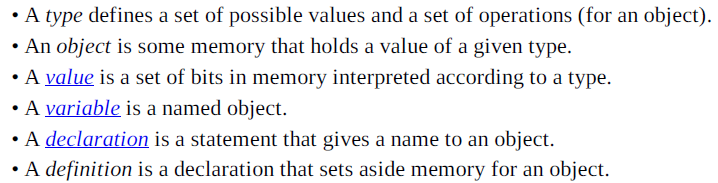 • A type defines a set of possible values and a set of operations (for an object).
• An object is some memory that holds a value of a given type.
• A value is a set of bits in memory interpreted according to a type.
• A variable is a named object.
• A declaration is a statement that gives a name to an object.
• A definition is a declaration that sets aside memory for an object.